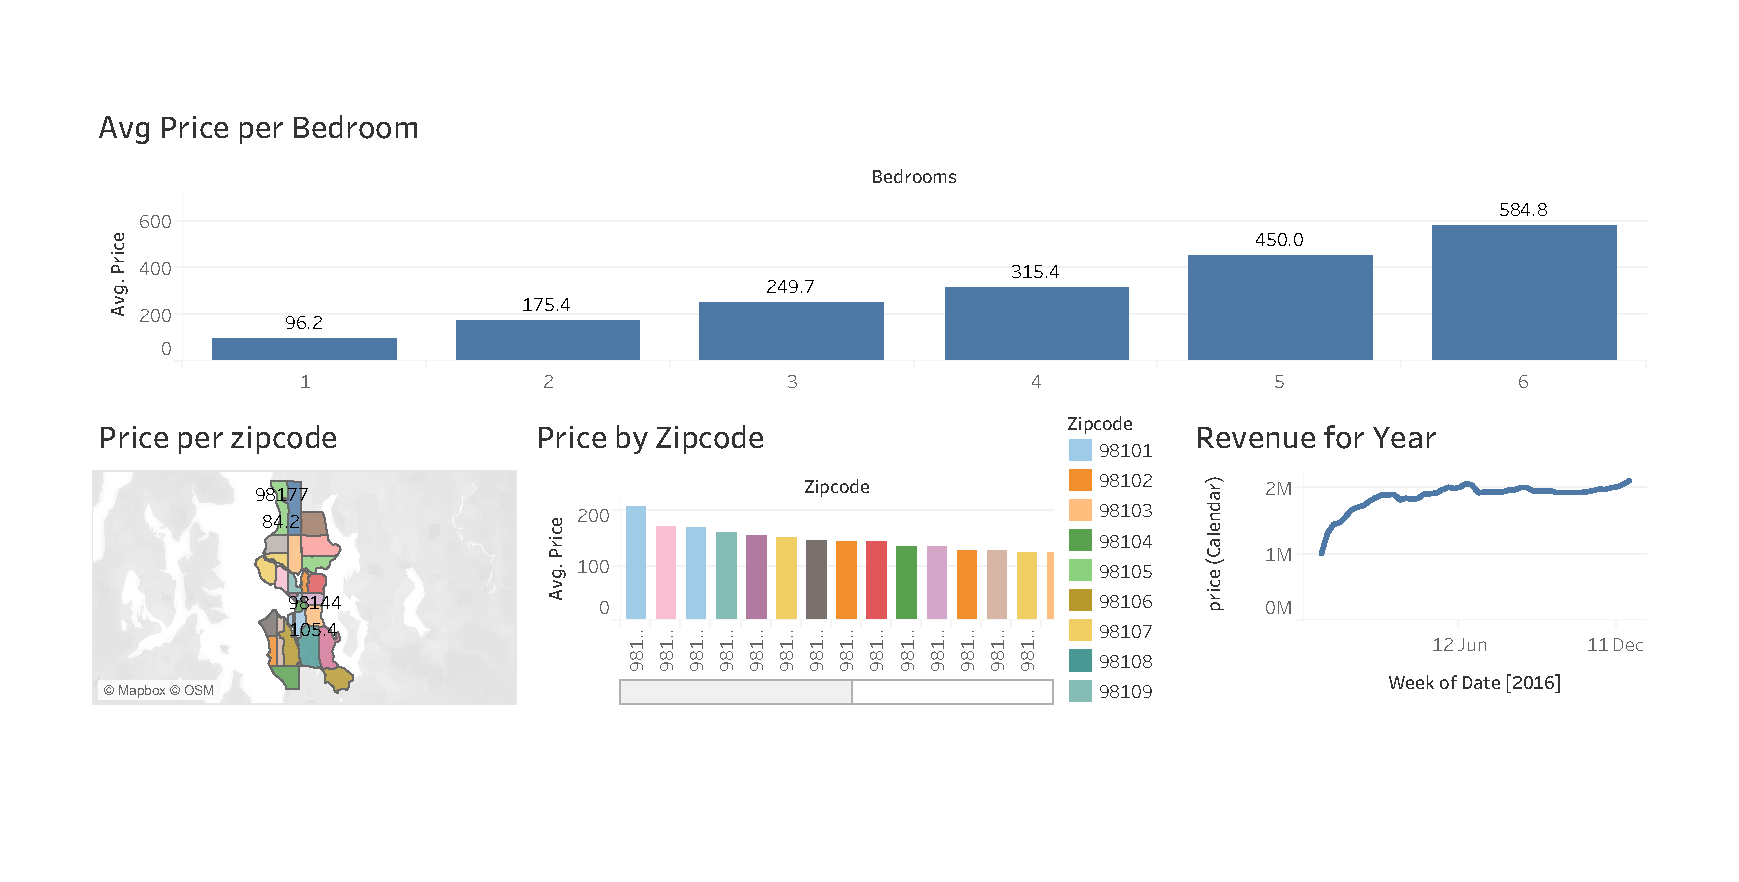 Avg Price per Bedroom
Bedrooms
Avg. Price
600
400
200
0
96.2
175.4
249.7
315.4
450.0
584.8
1
2
3
4
5
6
Price per zipcode
98177
84.2
98144
105.4
© Mapbox © OSM
Price by Zipcode
Zipcode
Avg. Price
200
100
0
981..
981..
981..
981..
981..
981..
981..
981..
981..
981..
981..
981..
981..
981..
Zipcode
98101
98102
98103
98104
98105
98106
98107
98108
98109
Revenue for Year
price (Calendar)
2M
1M
0M
12 Jun
11 Dec
Week of Date [2016]